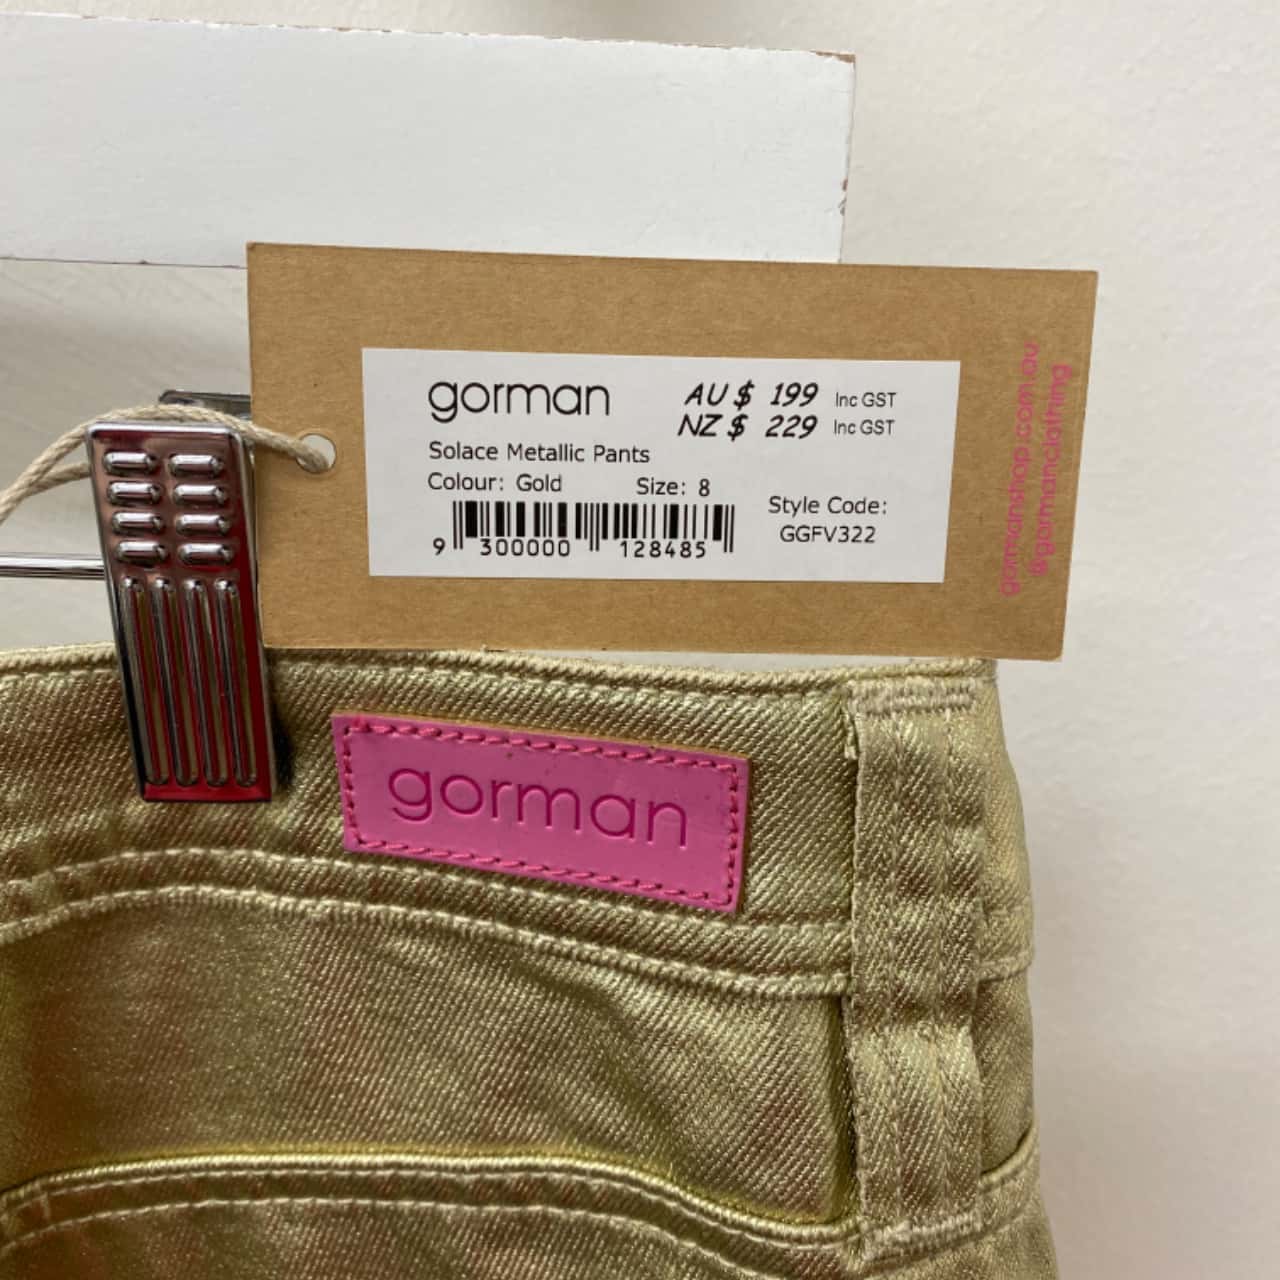 gorman
AU $ 199 Inc GST
NZ $ 229 Inc GST
Solace Metallic Pants
Colour: Gold Size: 8
Style Code:
GGFV322
9 300000 128485
gormanshop.com.au
@gormanclothing
gorman